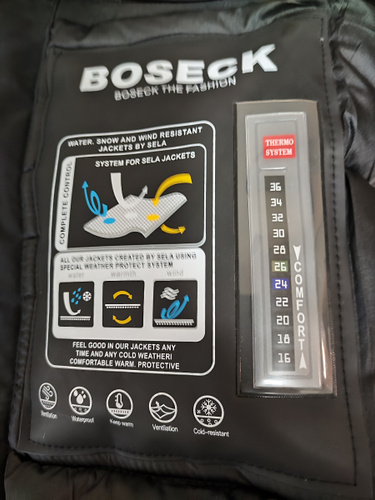 BOSECK
BOSECK THE FASHION
WATER. SNOW AND WIND RESISTANT
JACKETS BY SELA
COMPLETE CONTROL
SYSTEM FOR SELA JACKETS
ALL OUR JACKETS CREATED BY SELA USING
SPECIAL WEATHER PROTECT SYSTEM
water warmth wind
FEEL GOOD IN OUR JACKETS ANY
TIME AND ANY COLD WEATHERI
COMFORTABLE WARM. PROTECTIVE
Waterproof
Keep warm
Ventilation
Cold-resistant
THERMO
SYSTEM
36
34
32
30
28
26
24
22
20
18
16
COMFORT